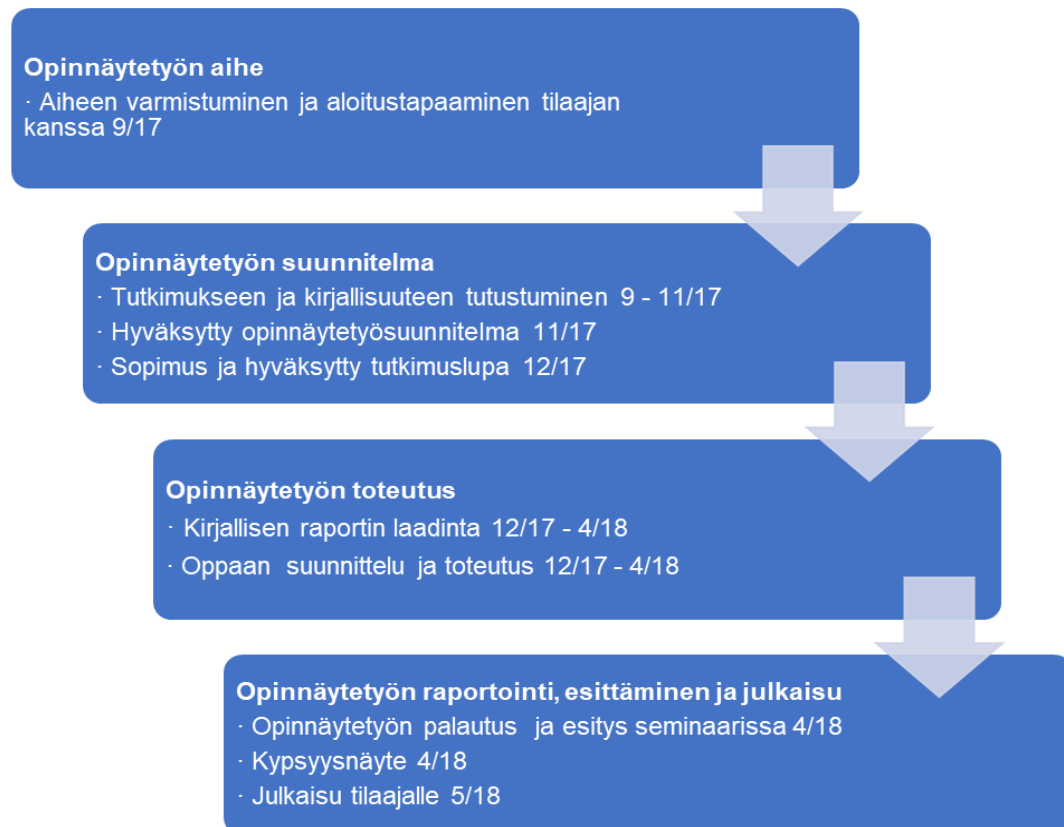 Opinnäytetyön aihe
· Aiheen varmistuminen ja aloitustapaaminen tilaajan
kanssa 9/17
Opinnäytetyön suunnitelma
· Tutkimukseen ja kirjallisuuteen tutustuminen 9 - 11/17
· Hyväksytty opinnäytetyösuunnitelma 11/17
· Sopimus ja hyväksytty tutkimuslupa 12/17
Opinnäytetyön toteutus
· Kirjallisen raportin laadinta 12/17 - 4/18
· Oppaan suunnittelu ja toteutus 12/17 - 4/18
Opinnäytetyön raportointi, esittäminen ja julkaisu
· Opinnäytetyön palautus ja esitys seminaarissa 4/18
· Kypsyysnäyte 4/18
· Julkaisu tilaajalle 5/18